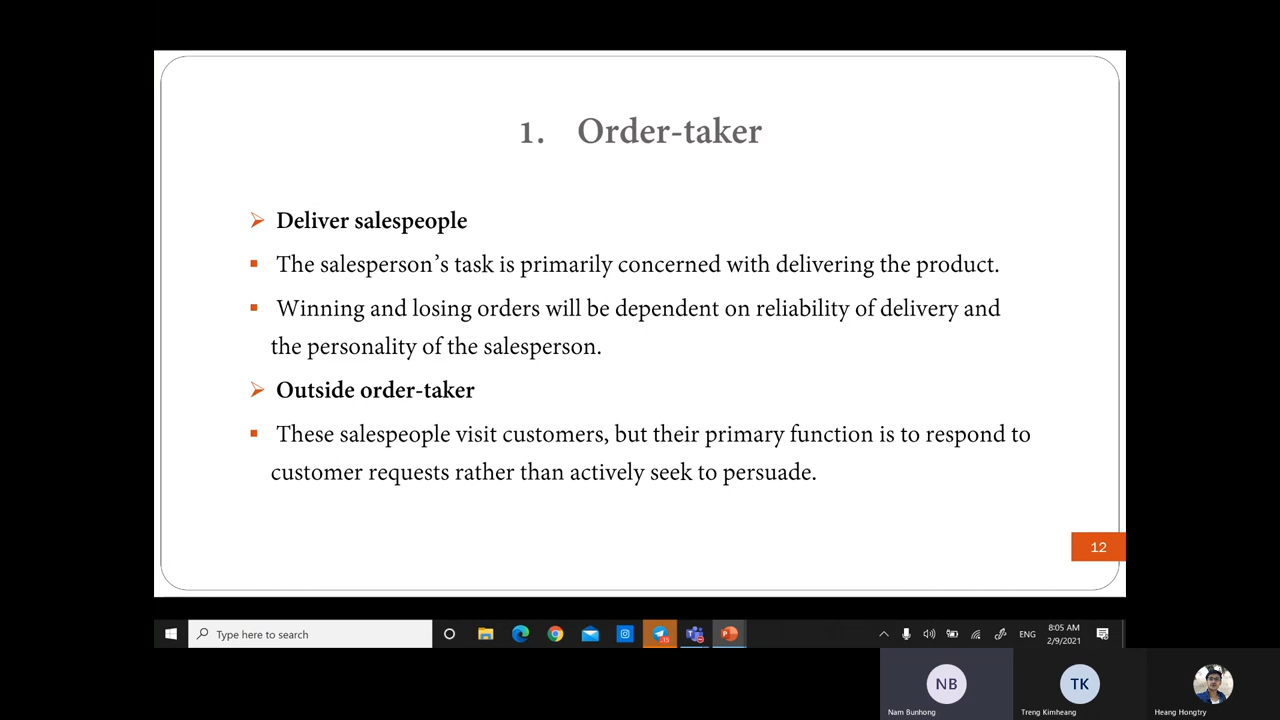 1. Order-taker
Deliver salespeople
The salesperson’s task is primarily concerned with delivering the product.
Winning and losing orders will be dependent on reliability of delivery and
the personality of the salesperson.
Outside order-taker
These salespeople visit customers, but their primary function is to respond to
customer requests rather than actively seek to persuade.
12
Type here to search
ENG
8:05 AM
2/9/2021
NB
TK
Nam Bunhong
Treng Kimheang
Heang Hongtry